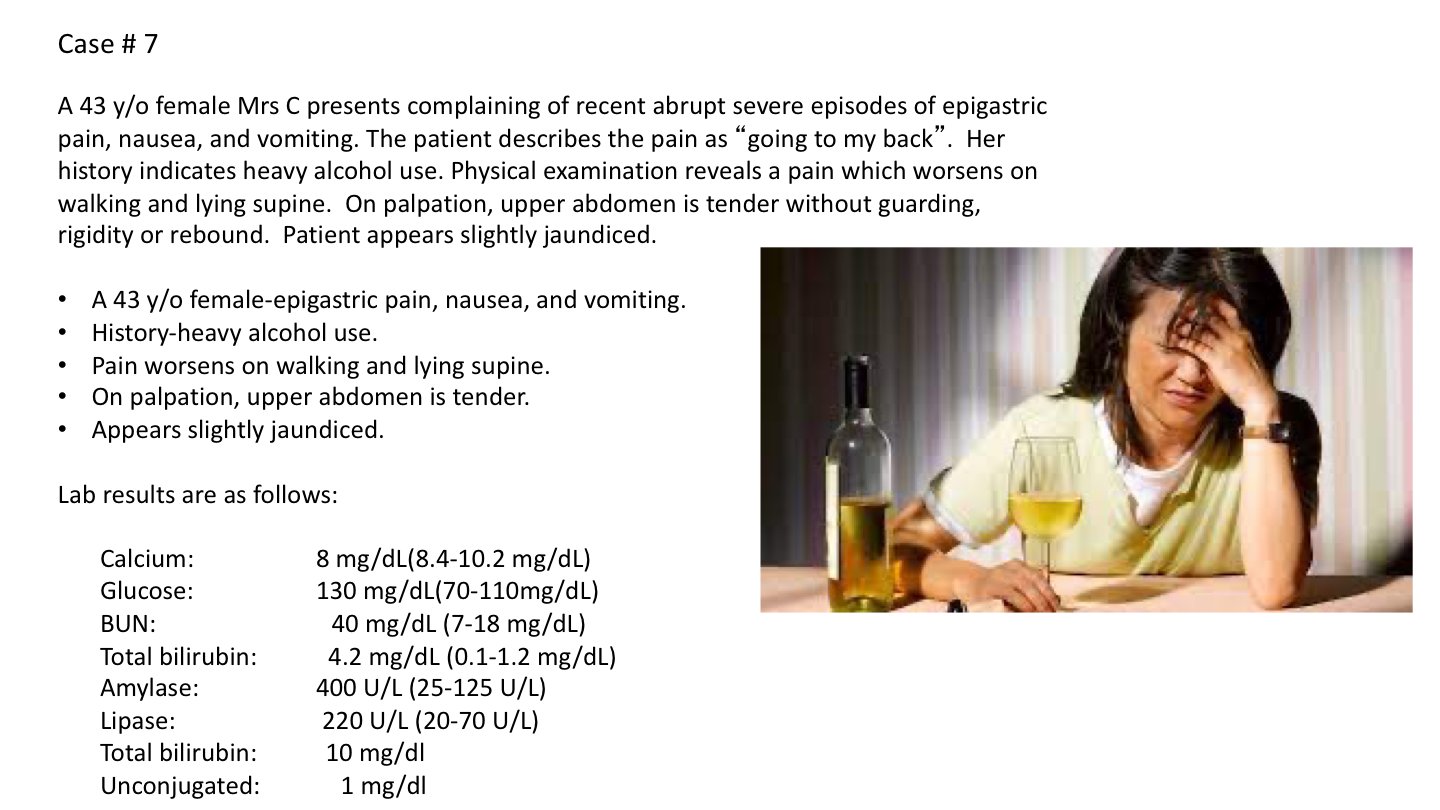 Case # 7
A 43 y/o female Mrs C presents complaining of recent abrupt severe episodes of epigastric
pain, nausea, and vomiting. The patient describes the pain as “going to my back”.  Her
history indicates heavy alcohol use. Physical examination reveals a pain which worsens on
walking and lying supine.  On palpation, upper abdomen is tender without guarding,
rigidity or rebound.  Patient appears slightly jaundiced.
• A 43 y/o female-epigastric pain, nausea, and vomiting.
• History-heavy alcohol use.
• Pain worsens on walking and lying supine.
• On palpation, upper abdomen is tender.
• Appears slightly jaundiced.
Lab results are as follows:
Calcium: 8 mg/dL(8.4-10.2 mg/dL)
Glucose: 130 mg/dL(70-110mg/dL)
BUN: 40 mg/dL (7-18 mg/dL)
Total bilirubin: 4.2 mg/dL (0.1-1.2 mg/dL)
Amylase: 400 U/L (25-125 U/L)
Lipase: 220 U/L (20-70 U/L)
Total bilirubin: 10 mg/dl
Unconjugated: 1 mg/dl